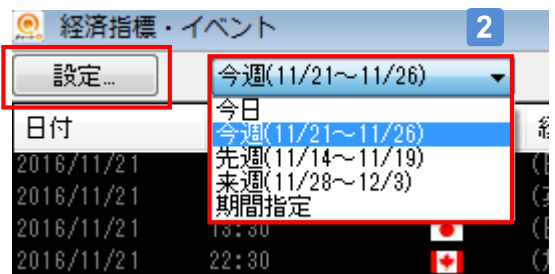 経済指標・イベント
2
設定...
今週(11/21～11/26)
今日
今週(11/21～11/26)
先週(11/14～11/19)
来週(11/28～12/3)
期間指定
日付
2016/11/21
2016/11/21
2016/11/21 13:30
2016/11/21 22:30